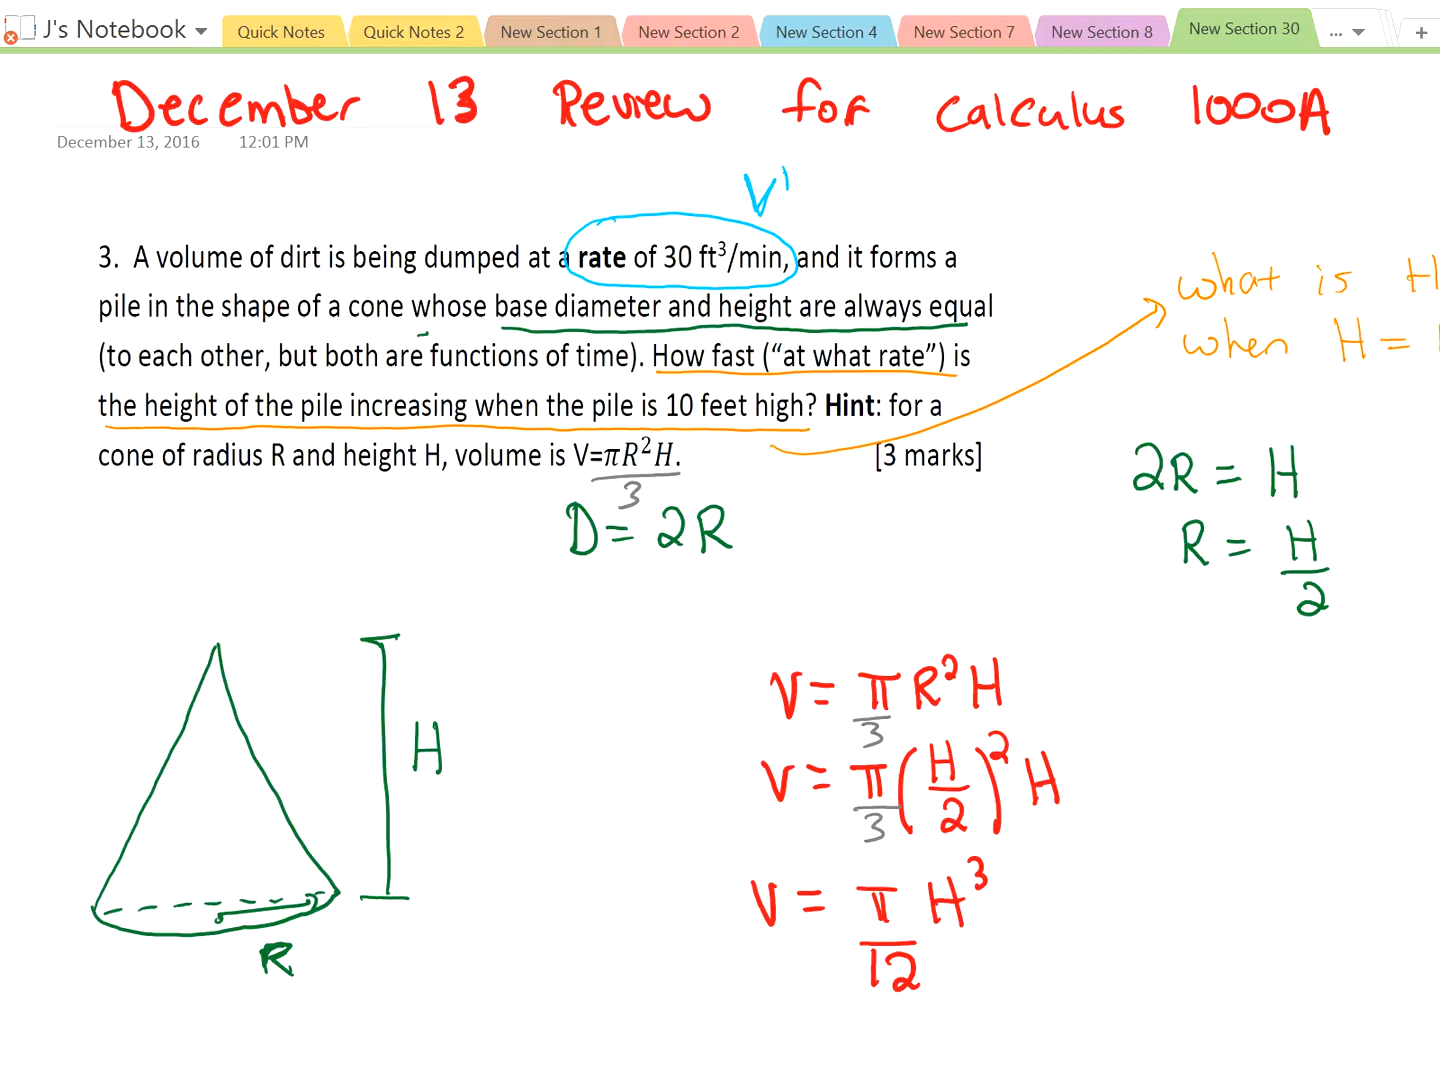 J's Notebook Quick Notes Quick Notes 2 New Section 1 New Section 2 New Section 4 New Section 7 New Section 8 New Section 30 ... +
December 13 Review for Calculus 1000A
December 13, 2016 12:01 PM
V'
3. A volume of dirt is being dumped at a rate of 30 ft³/min, and it forms a
pile in the shape of a cone whose base diameter and height are always equal
(to each other, but both are functions of time). How fast ("at what rate") is
the height of the pile increasing when the pile is 10 feet high? Hint: for a
cone of radius R and height H, volume is V=πR²H. [3 marks]
3
what is H
when H =
D = 2R
2R = H
R = H/2
H
R
V = π/3 R²H
V = π/3 (H/2)² H
V = π/12 H³